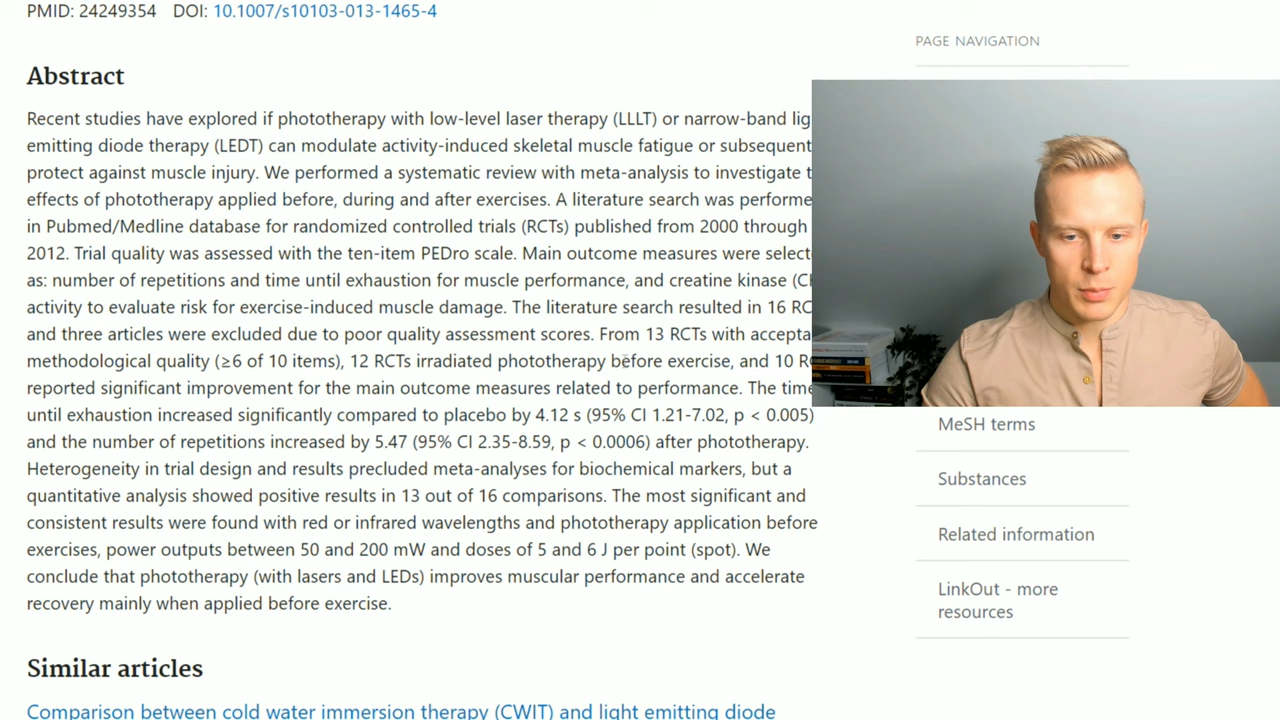 PMID: 24249354 DOI: 10.1007/s10103-013-1465-4
PAGE NAVIGATION
Abstract
Recent studies have explored if phototherapy with low-level laser therapy (LLLT) or narrow-band lig
emitting diode therapy (LEDT) can modulate activity-induced skeletal muscle fatigue or subsequent
protect against muscle injury. We performed a systematic review with meta-analysis to investigate t
effects of phototherapy applied before, during and after exercises. A literature search was performe
in Pubmed/Medline database for randomized controlled trials (RCTs) published from 2000 through
2012. Trial quality was assessed with the ten-item PEDro scale. Main outcome measures were select
as: number of repetitions and time until exhaustion for muscle performance, and creatine kinase (C
activity to evaluate risk for exercise-induced muscle damage. The literature search resulted in 16 RC
and three articles were excluded due to poor quality assessment scores. From 13 RCTs with accepta
methodological quality (≥6 of 10 items), 12 RCTs irradiated phototherapy before exercise, and 10 R
reported significant improvement for the main outcome measures related to performance. The time
until exhaustion increased significantly compared to placebo by 4.12 s (95% CI 1.21-7.02, p < 0.005)
and the number of repetitions increased by 5.47 (95% CI 2.35-8.59, p < 0.0006) after phototherapy.
Heterogeneity in trial design and results precluded meta-analyses for biochemical markers, but a
quantitative analysis showed positive results in 13 out of 16 comparisons. The most significant and
consistent results were found with red or infrared wavelengths and phototherapy application before
exercises, power outputs between 50 and 200 mW and doses of 5 and 6 J per point (spot). We
conclude that phototherapy (with lasers and LEDs) improves muscular performance and accelerate
recovery mainly when applied before exercise.
MeSH terms
Substances
Related information
LinkOut - more
resources
Similar articles
Comparison between cold water immersion therapy (CWIT) and light emitting diode